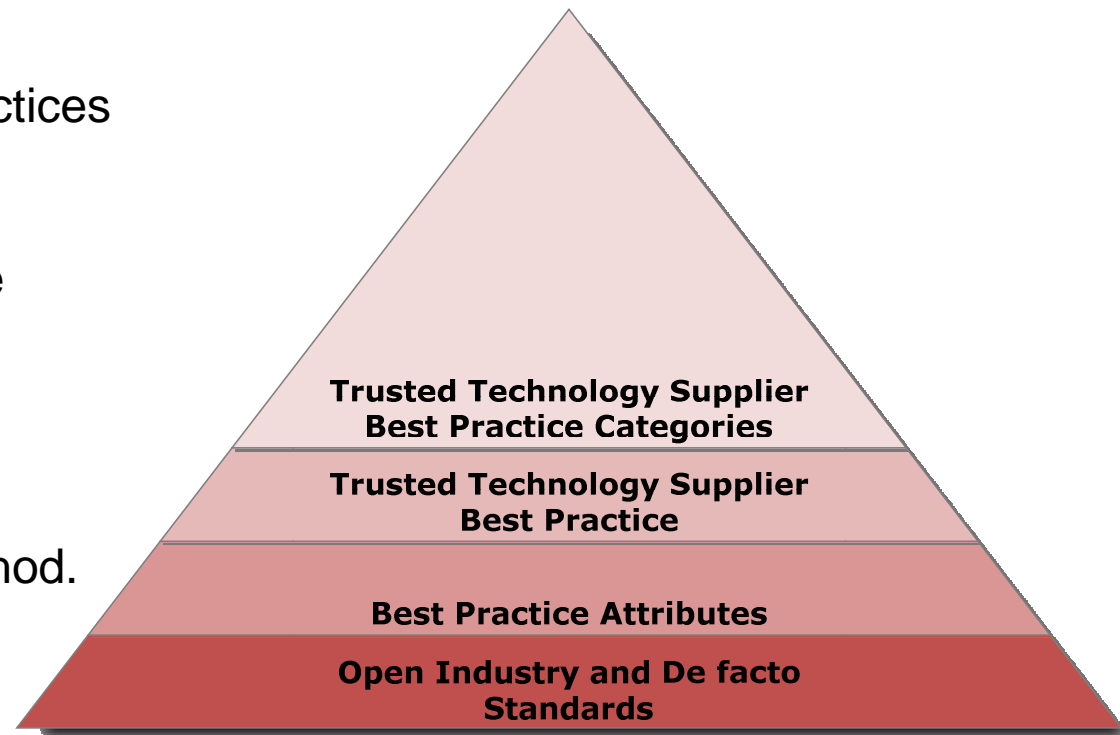 ctices
e
hod.
Trusted Technology Supplier
Best Practice Categories
Trusted Technology Supplier
Best Practice
Best Practice Attributes
Open Industry and De facto
Standards